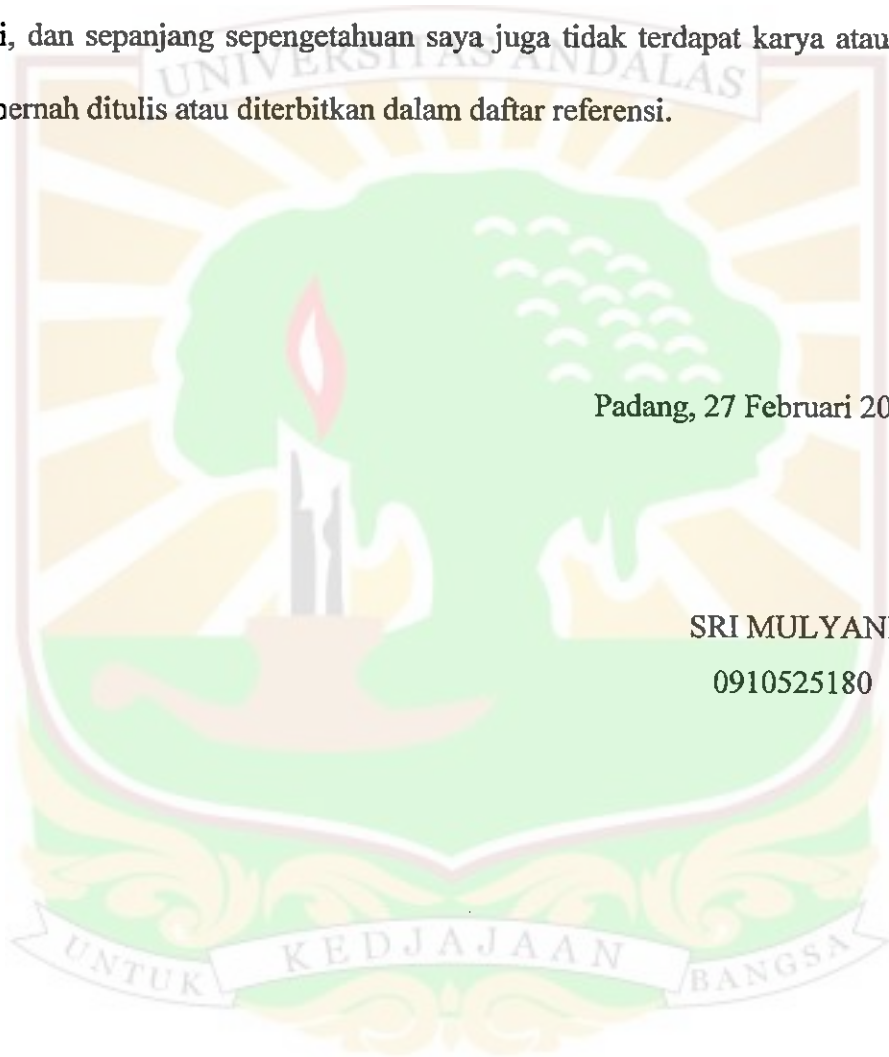 UNIVERSITAS ANDALAS
i, dan sepanjang sepengetahuan saya juga tidak terdapat karya atau
pernah ditulis atau diterbitkan dalam daftar referensi.
Padang, 27 Februari 20
SRI MULYANI
0910525180
UNTUK KEDJAJAAN BANGSA